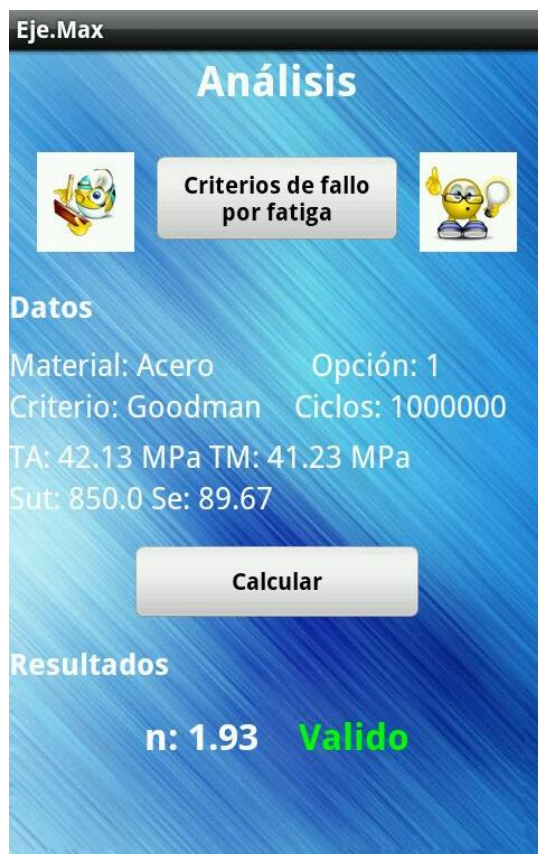 Eje.Max
Análisis
Criterios de fallo
por fatiga
Datos
Material: Acero Opción: 1
Criterio: Goodman Ciclos: 1000000
TA: 42.13 MPa TM: 41.23 MPa
Sut: 850.0 Se: 89.67
Calcular
Resultados
n: 1.93 Valido